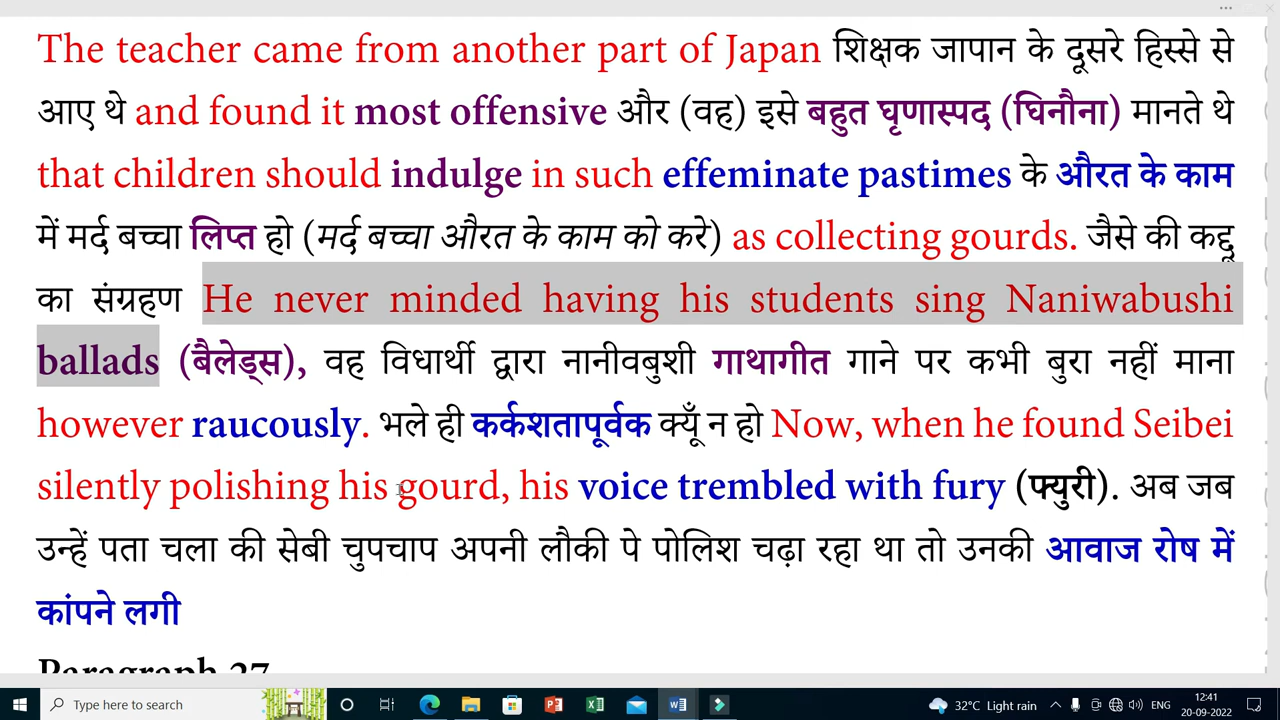 The teacher came from another part of Japan शिक्षक जापान के दूसरे हिस्से से
आए थे and found it most offensive और (वह) इसे बहुत घृणास्पद (घिनौना) मानते थे
that children should indulge in such effeminate pastimes के औरत के काम
में मर्द बच्चा लिप्त हो (मर्द बच्चा औरत के काम को करे) as collecting gourds. जैसे की कद्दू
का संग्रहण He never minded having his students sing Naniwabushi
ballads (बैलेड्स), वह विधार्थी द्वारा नानीवबुशी गाथागीत गाने पर कभी बुरा नहीं माना
however raucously. भले ही कर्कशतापूर्वक क्यूँ न हो Now, when he found Seibei
silently polishing his gourd, his voice trembled with fury (फ्युरी). अब जब
उन्हें पता चला की सेबी चुपचाप अपनी लौकी पे पोलिश चढ़ा रहा था तो उनकी आवाज रोष में
कांपने लगी
Paragraph 27
Type here to search
32°C Light rain
ENG
12:41
20-09-2022